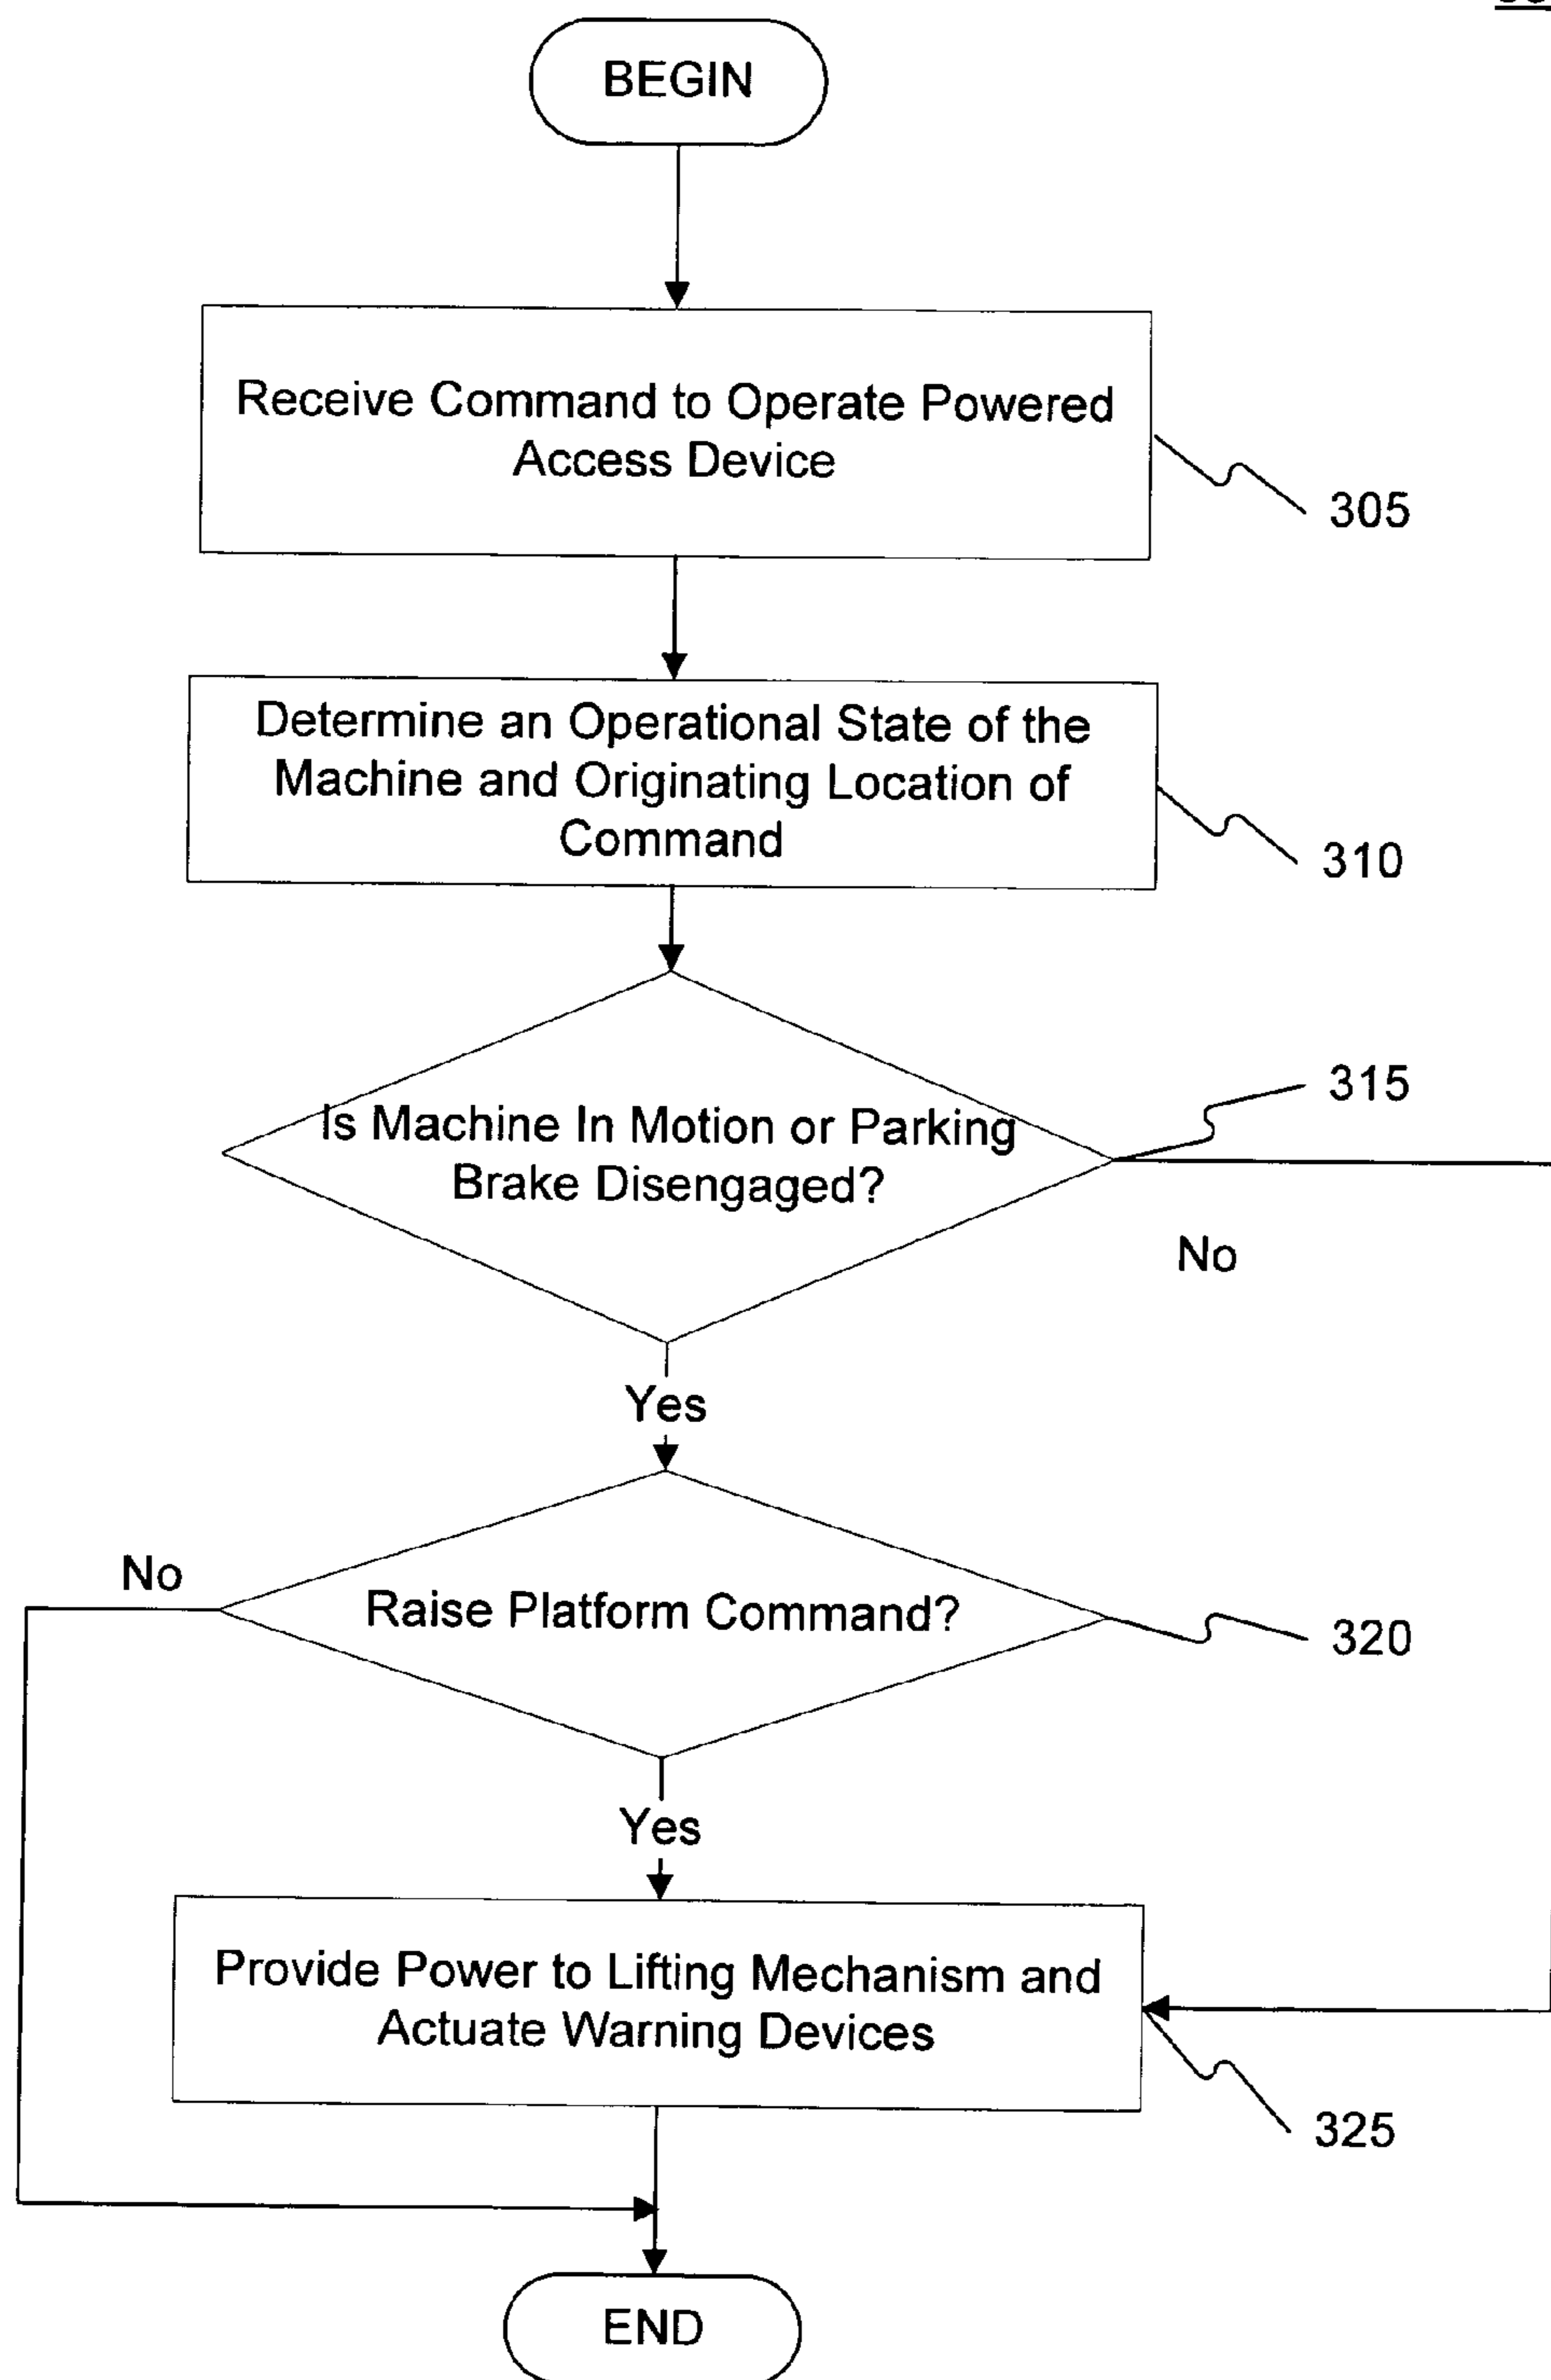 BEGIN
Receive Command to Operate Powered
Access Device
305
Determine an Operational State of the
Machine and Originating Location of
Command
310
Is Machine In Motion or Parking
Brake Disengaged?
315
No
Yes
No
Raise Platform Command?
320
Yes
Provide Power to Lifting Mechanism and
Actuate Warning Devices
325
END